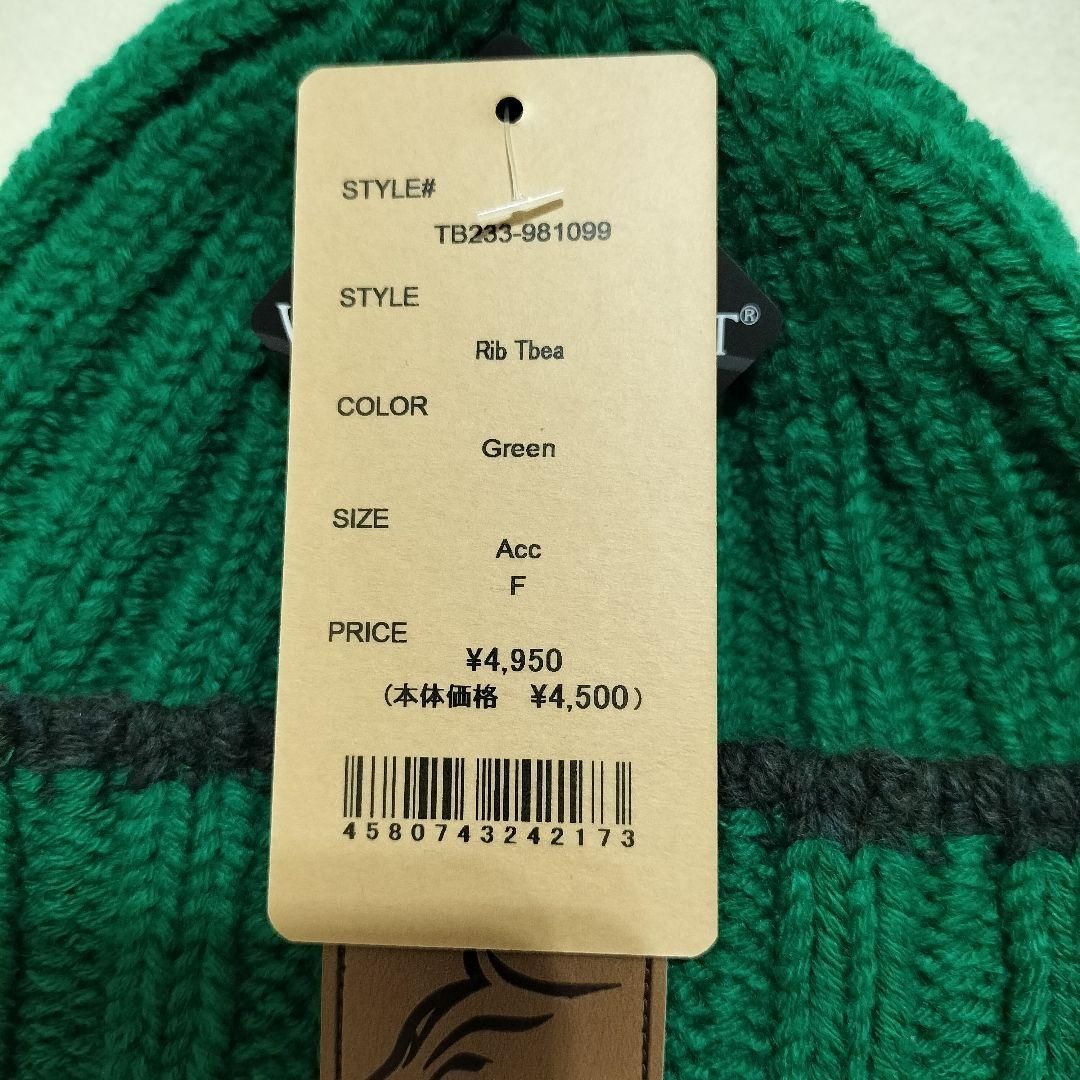 STYLE#
TB233-981099
STYLE
Rib Tbea
COLOR
Green
SIZE
Acc
F
PRICE
¥4,950
(本体価格 ¥4,500)
4580743242173